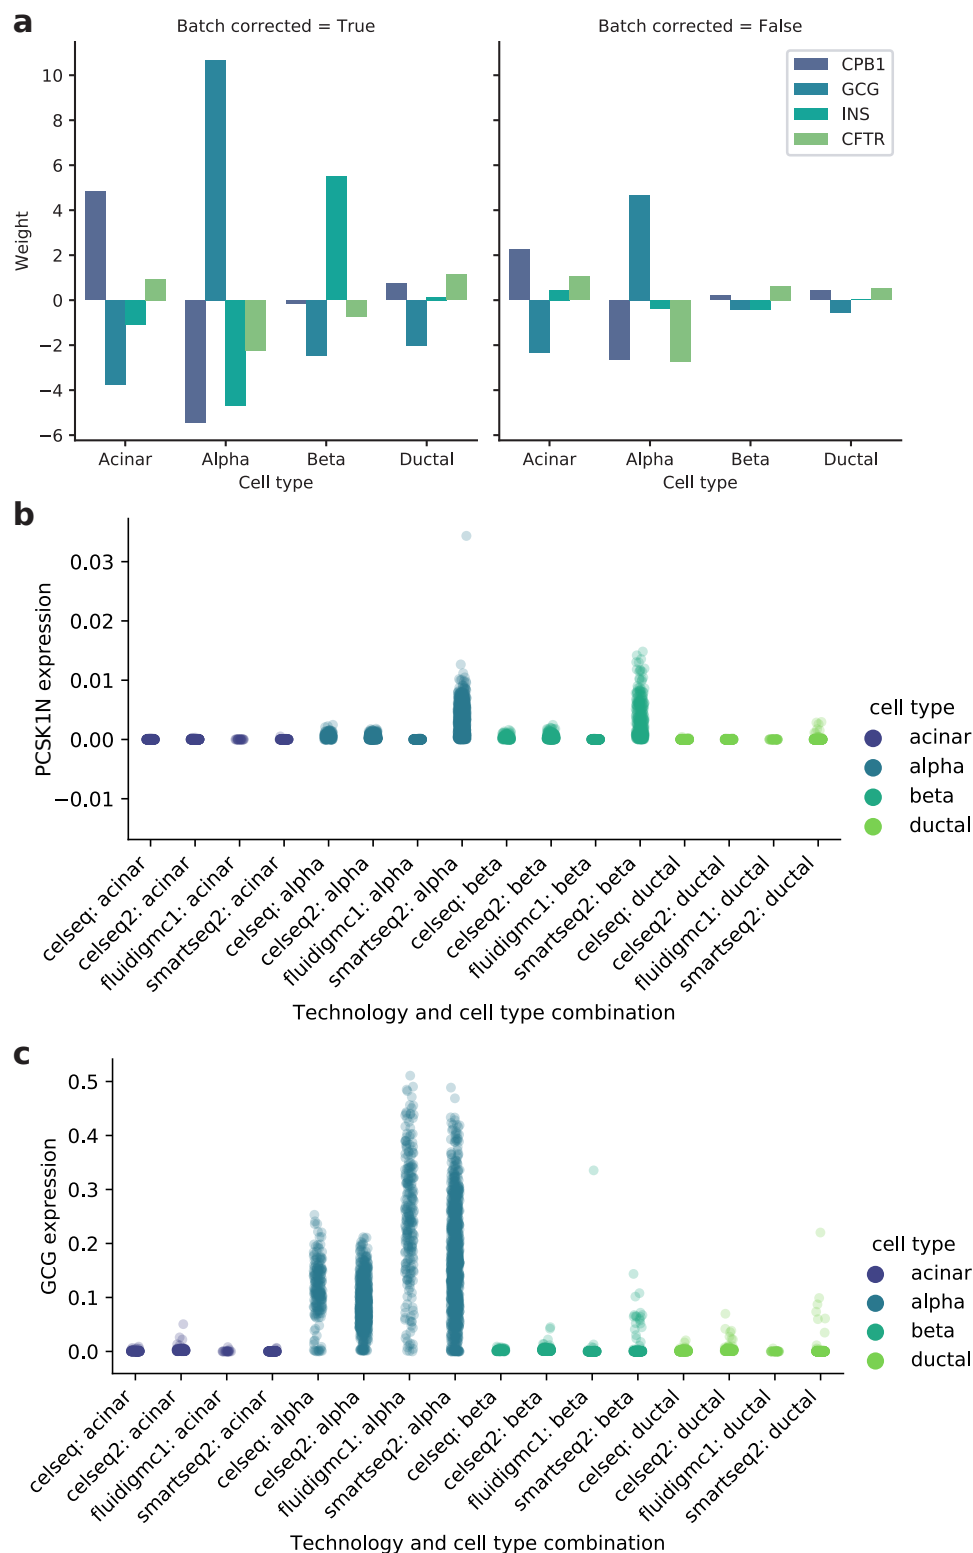 a
Batch corrected = True
Batch corrected = False
CPB1
GCG
INS
CFTR
Weight
10
8
6
4
2
0
−2
−4
−6
Acinar
Alpha
Beta
Ductal
Cell type
Acinar
Alpha
Beta
Ductal
Cell type
b
PCSK1N expression
0.03
0.02
0.01
0.00
−0.01
cell type
acinar
alpha
beta
ductal
celseq: acinar
celseq2: acinar
fluidigmc1: acinar
smartseq2: acinar
celseq: alpha
celseq2: alpha
fluidigmc1: alpha
smartseq2: alpha
celseq: beta
celseq2: beta
fluidigmc1: beta
smartseq2: beta
celseq: ductal
celseq2: ductal
fluidigmc1: ductal
smartseq2: ductal
Technology and cell type combination
c
GCG expression
0.5
0.4
0.3
0.2
0.1
0.0
cell type
acinar
alpha
beta
ductal
celseq: acinar
celseq2: acinar
fluidigmc1: acinar
smartseq2: acinar
celseq: alpha
celseq2: alpha
fluidigmc1: alpha
smartseq2: alpha
celseq: beta
celseq2: beta
fluidigmc1: beta
smartseq2: beta
celseq: ductal
celseq2: ductal
fluidigmc1: ductal
smartseq2: ductal
Technology and cell type combination